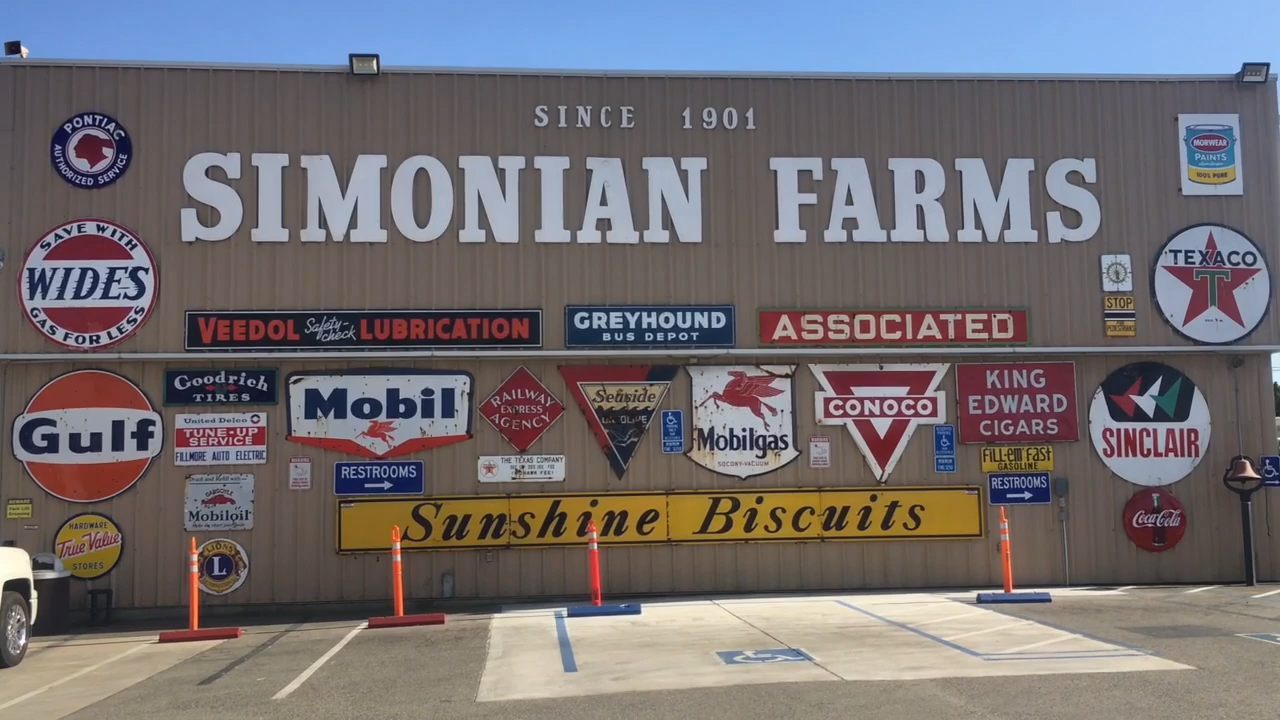 SINCE 1901
SIMONIAN FARMS
PONTIAC
AUTHORIZED SERVICE
MORWEAR
PAINTS
100% PURE
SAVE WITH
WIDES
GAS FOR LESS
TEXACO
T
STOP
PEDESTRIANS
VEEDOL Safety-check LUBRICATION
GREYHOUND
BUS DEPOT
ASSOCIATED
Gulf
Goodrich
TIRES
United Delco
TUNE-UP
SERVICE
FILLMORE AUTO ELECTRIC
Mobil
RAILWAY
EXPRESS
AGENCY
Seaside
GASOLINE
Mobilgas
SOCONY-VACUUM
CONOCO
KING
EDWARD
CIGARS
SINCLAIR
FILL-EM FAST
GASOLINE
THE TEXAS COMPANY
RESTROOMS
RESTROOMS
GARGOYLE
Mobiloil
Sunshine Biscuits
Coca-Cola
HARDWARE
True Value
STORES
LIONS
L